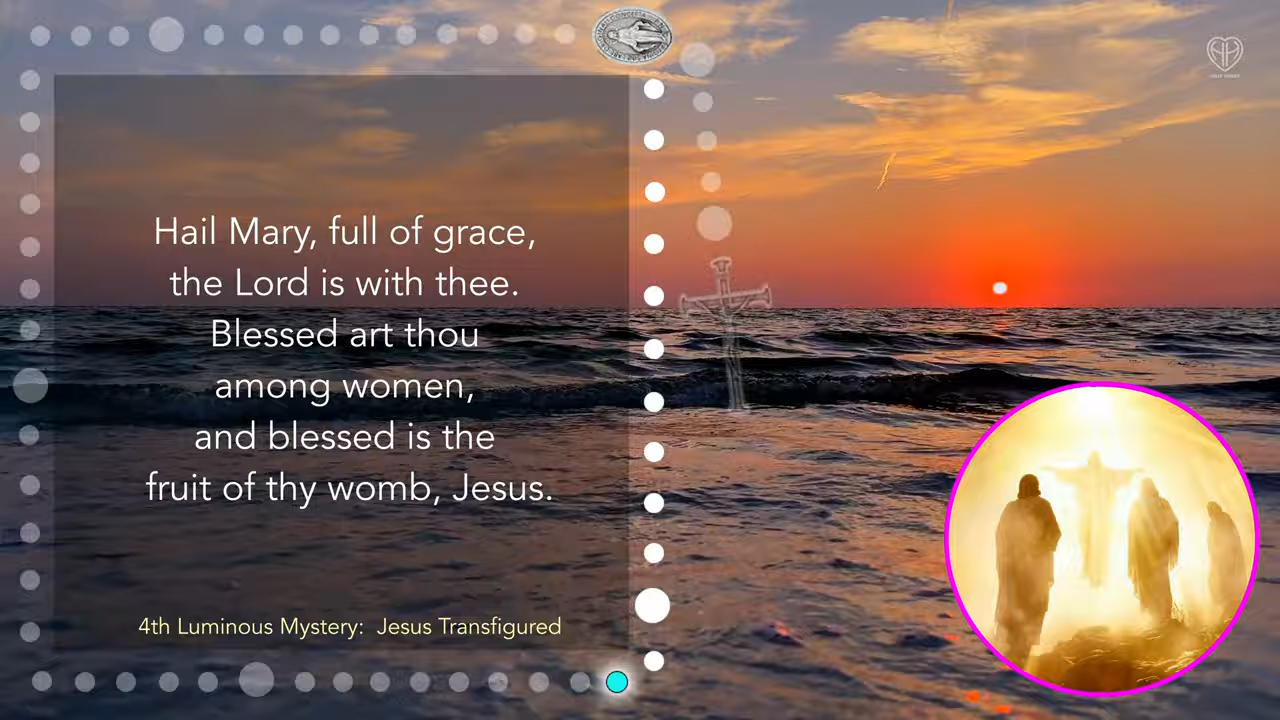 Hail Mary, full of grace,
the Lord is with thee.
Blessed art thou
among women,
and blessed is the
fruit of thy womb, Jesus.
4th Luminous Mystery:  Jesus Transfigured